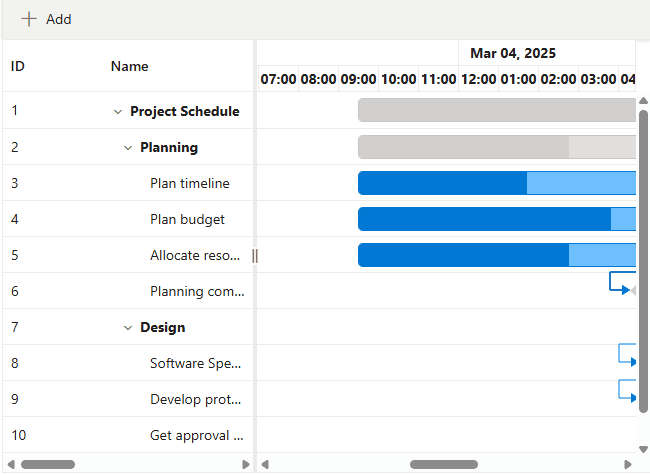 Add
ID Name Mar 04, 2025
07:00 08:00 09:00 10:00 11:00 12:00 01:00 02:00 03:00 04
1 Project Schedule
2 Planning
3 Plan timeline
4 Plan budget
5 Allocate reso...
6 Planning com...
7 Design
8 Software Spe...
9 Develop prot...
10 Get approval ...